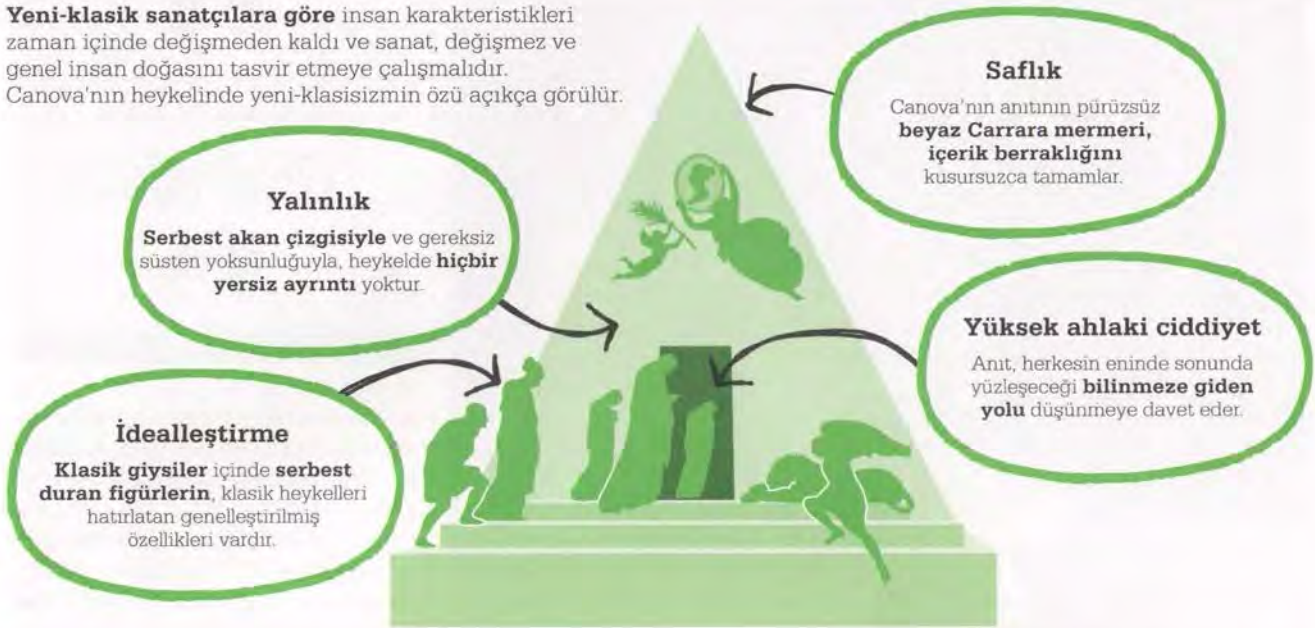 Yeni-klasik sanatçılara göre insan karakteristikleri
zaman içinde değişmeden kaldı ve sanat, değişmez ve
genel insan doğasını tasvir etmeye çalışmalıdır.
Canova'nın heykelinde yeni-klasisizmin özü açıkça görülür.
Saflık
Canova'nın anıtının pürüzsüz
beyaz Carrara mermeri,
içerik berraklığını
kusursuzca tamamlar.
Yalınlık
Serbest akan çizgisiyle ve gereksiz
süsten yoksunluğuyla, heykelde hiçbir
yersiz ayrıntı yoktur.
Yüksek ahlaki ciddiyet
Anıt, herkesin eninde sonunda
yüzleşeceği bilinmeze giden
yolu düşünmeye davet eder.
İdealleştirme
Klasik giysiler içinde serbest
duran figürlerin, klasik heykelleri
hatırlatan genelleştirilmiş
özellikleri vardır.